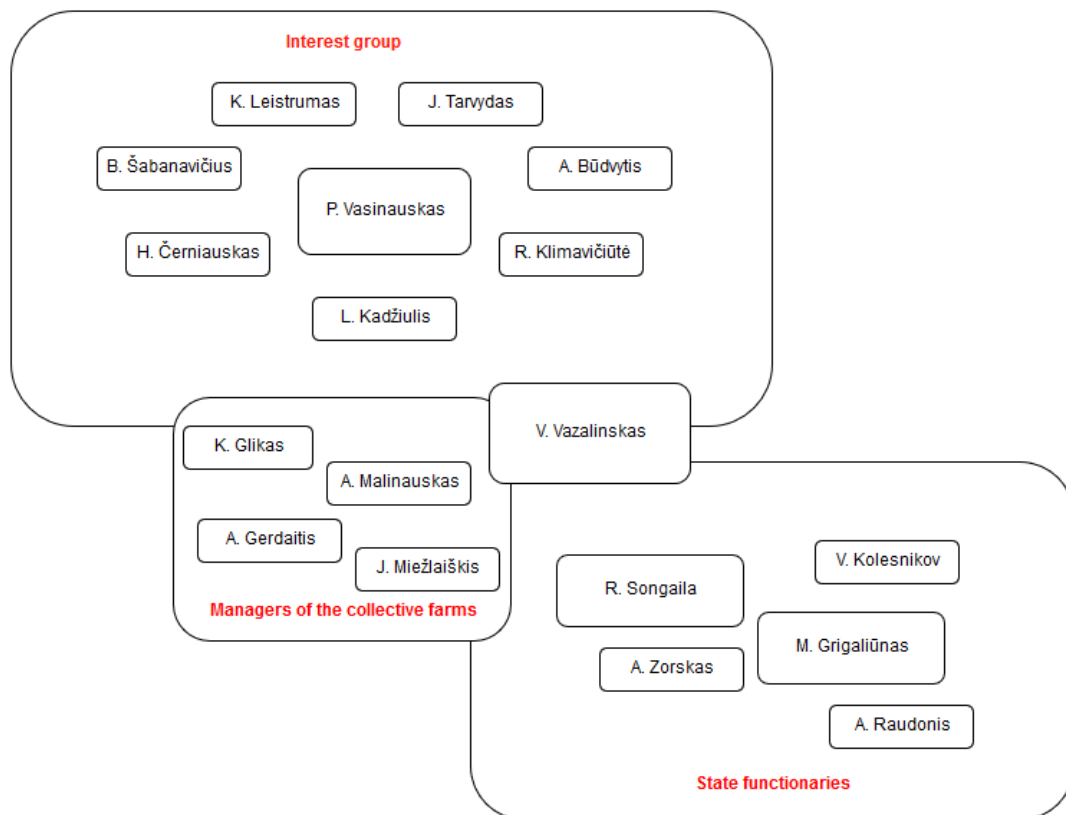 Interest group
K. Leistrumas
J. Tarvydas
B. Šabanavičius
A. Būdvytis
P. Vasinauskas
H. Černiauskas
R. Klimavičiūtė
L. Kadžiulis
V. Vazalinskas
K. Glikas
A. Malinauskas
A. Gerdaitis
J. Miežlaiškis
Managers of the collective farms
V. Kolesnikov
R. Songaila
M. Grigaliūnas
A. Zorskas
A. Raudonis
State functionaries